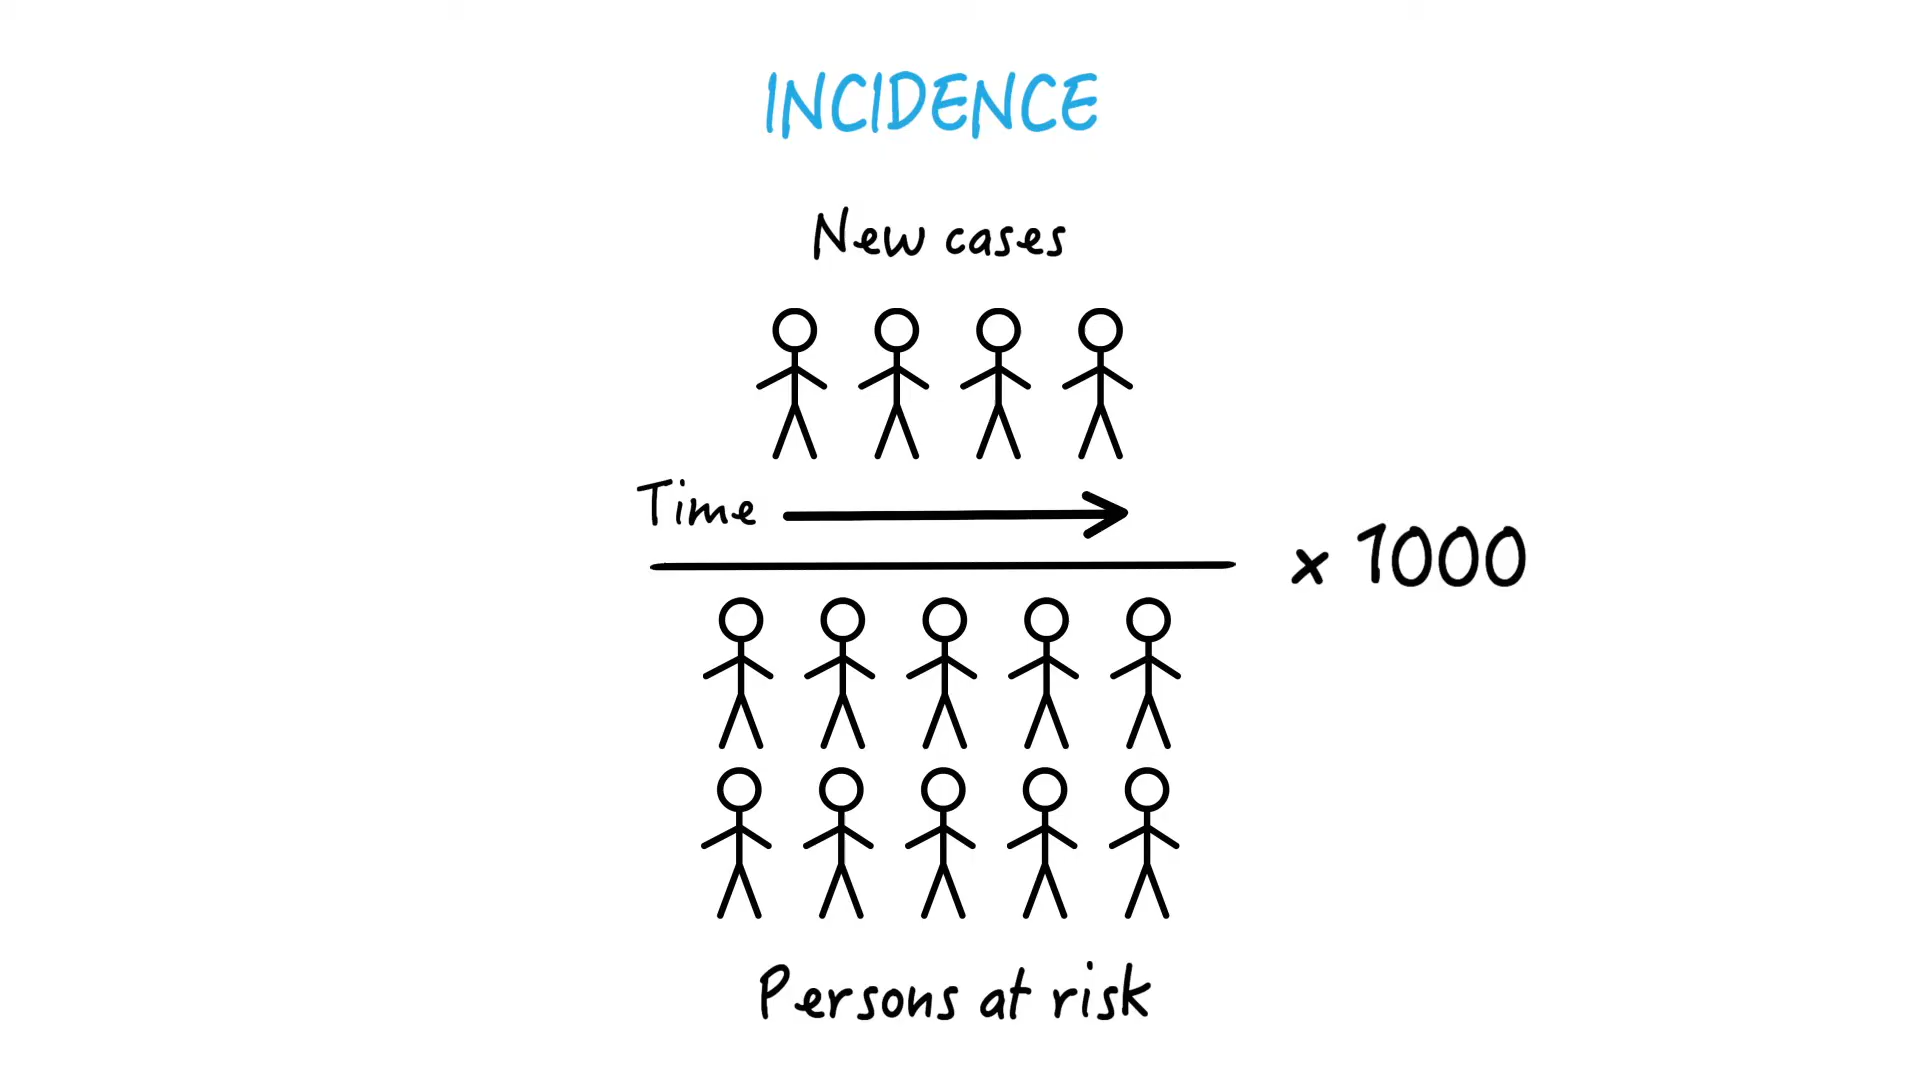 INCIDENCE
New cases
Time
x 1000
Persons at risk